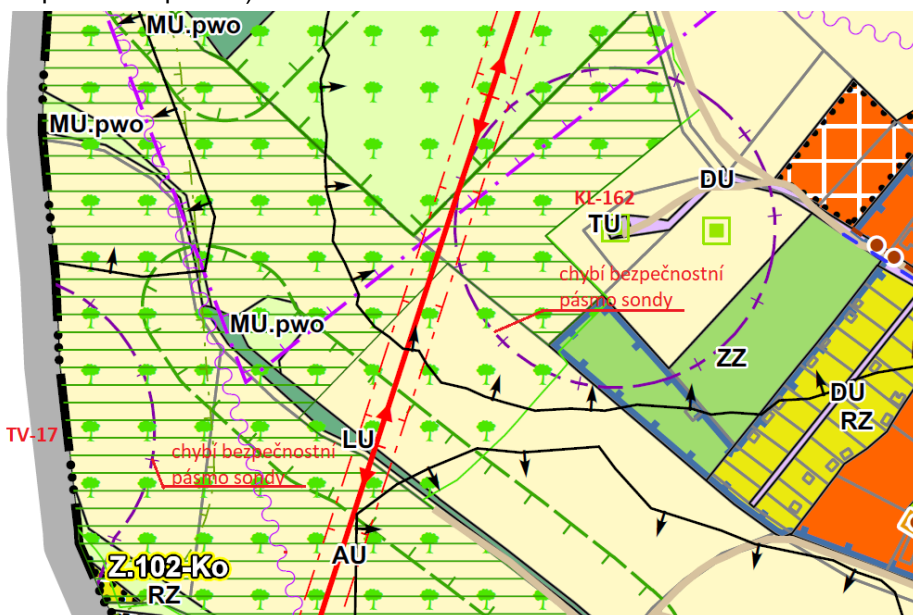 MU.pwo
MU.pwo
DU
KL-162
TU
chybí bezpečnostní
pásmo sondy
MU.pwo
ZZ
DU
RZ
TV-17
LU
chybí bezpečnostní
pásmo sondy
AU
Z.102-Ko
RZ